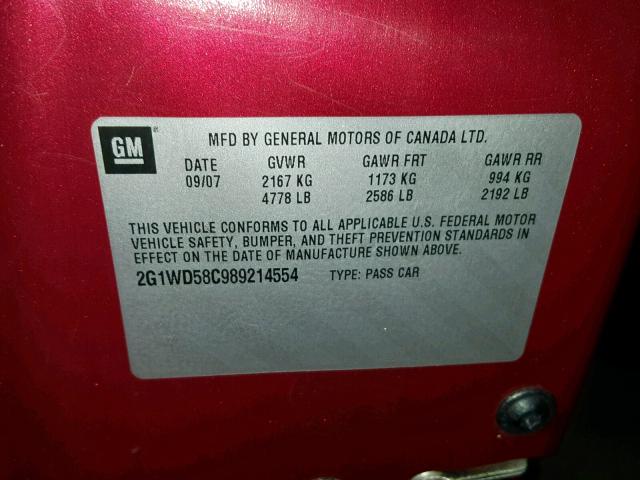 GM
MFD BY GENERAL MOTORS OF CANADA LTD.
DATE GVWR GAWR FRT GAWR RR
09/07 2167 KG 1173 KG 994 KG
4778 LB 2586 LB 2192 LB
THIS VEHICLE CONFORMS TO ALL APPLICABLE U.S. FEDERAL MOTOR
VEHICLE SAFETY, BUMPER, AND THEFT PREVENTION STANDARDS IN
EFFECT ON THE DATE OF MANUFACTURE SHOWN ABOVE.
2G1WD58C989214554 TYPE: PASS CAR